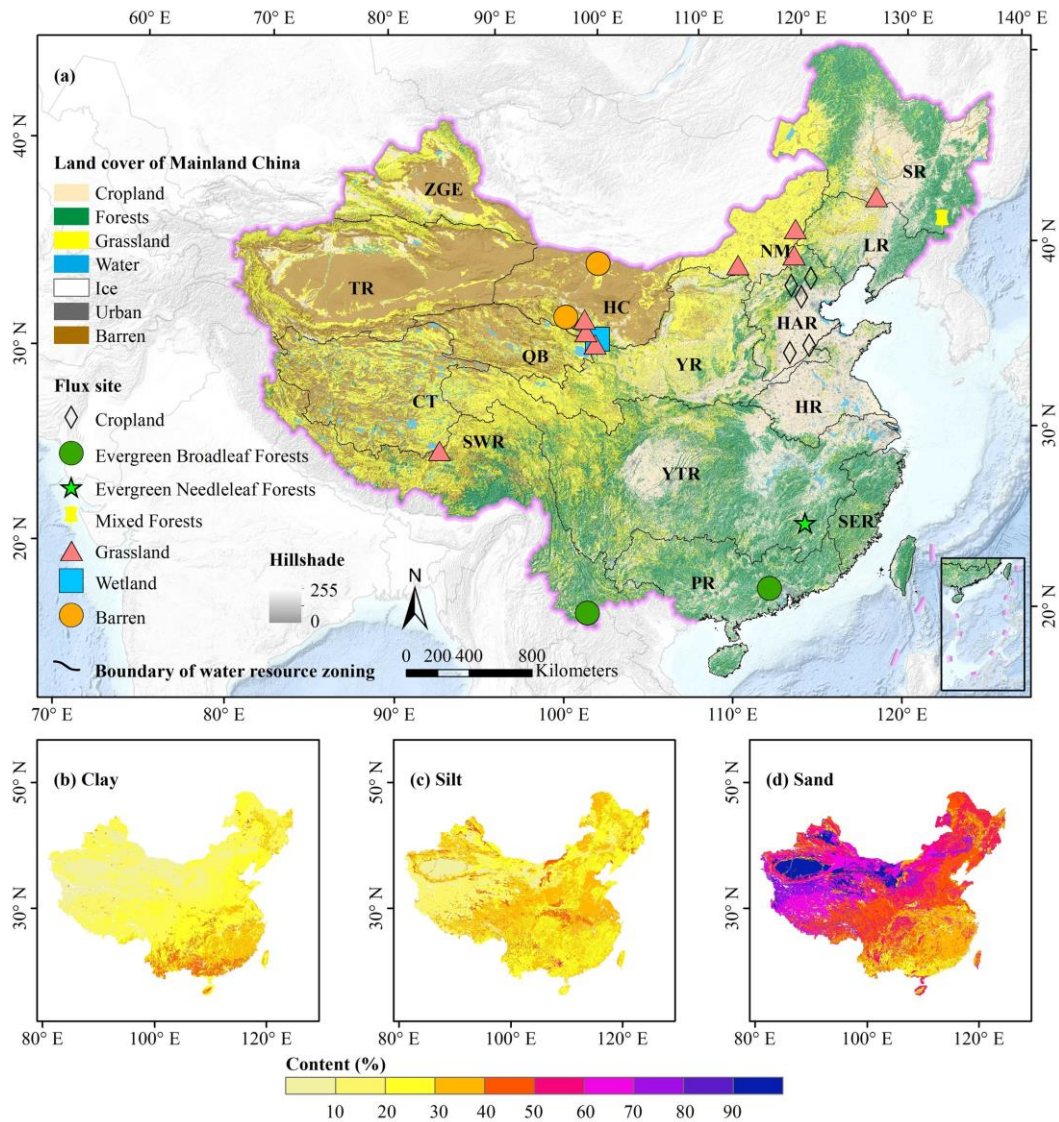 60° E 70° E 80° E 90° E 100° E 110° E 120° E 130° E 140° E
(a)
40° N
30° N
20° N
Land cover of Mainland China
Cropland
Forests
Grassland
Water
Ice
Urban
Barren
Flux site
Cropland
Evergreen Broadleaf Forests
Evergreen Needleleaf Forests
Mixed Forests
Grassland
Wetland
Barren
Boundary of water resource zoning
Hillshade
255
0
N
0 200 400 800
Kilometers
ZGE
TR
HC
QB
CT
SWR
NM
SR
LR
HAR
YR
HR
YTR
SER
PR
40° N
30° N
20° N
70° E 80° E 90° E 100° E 110° E 120° E
(b) Clay
50° N
30° N
80° E 100° E 120° E
(c) Silt
50° N
30° N
80° E 100° E 120° E
(d) Sand
50° N
30° N
80° E 100° E 120° E
Content (%)
10 20 30 40 50 60 70 80 90